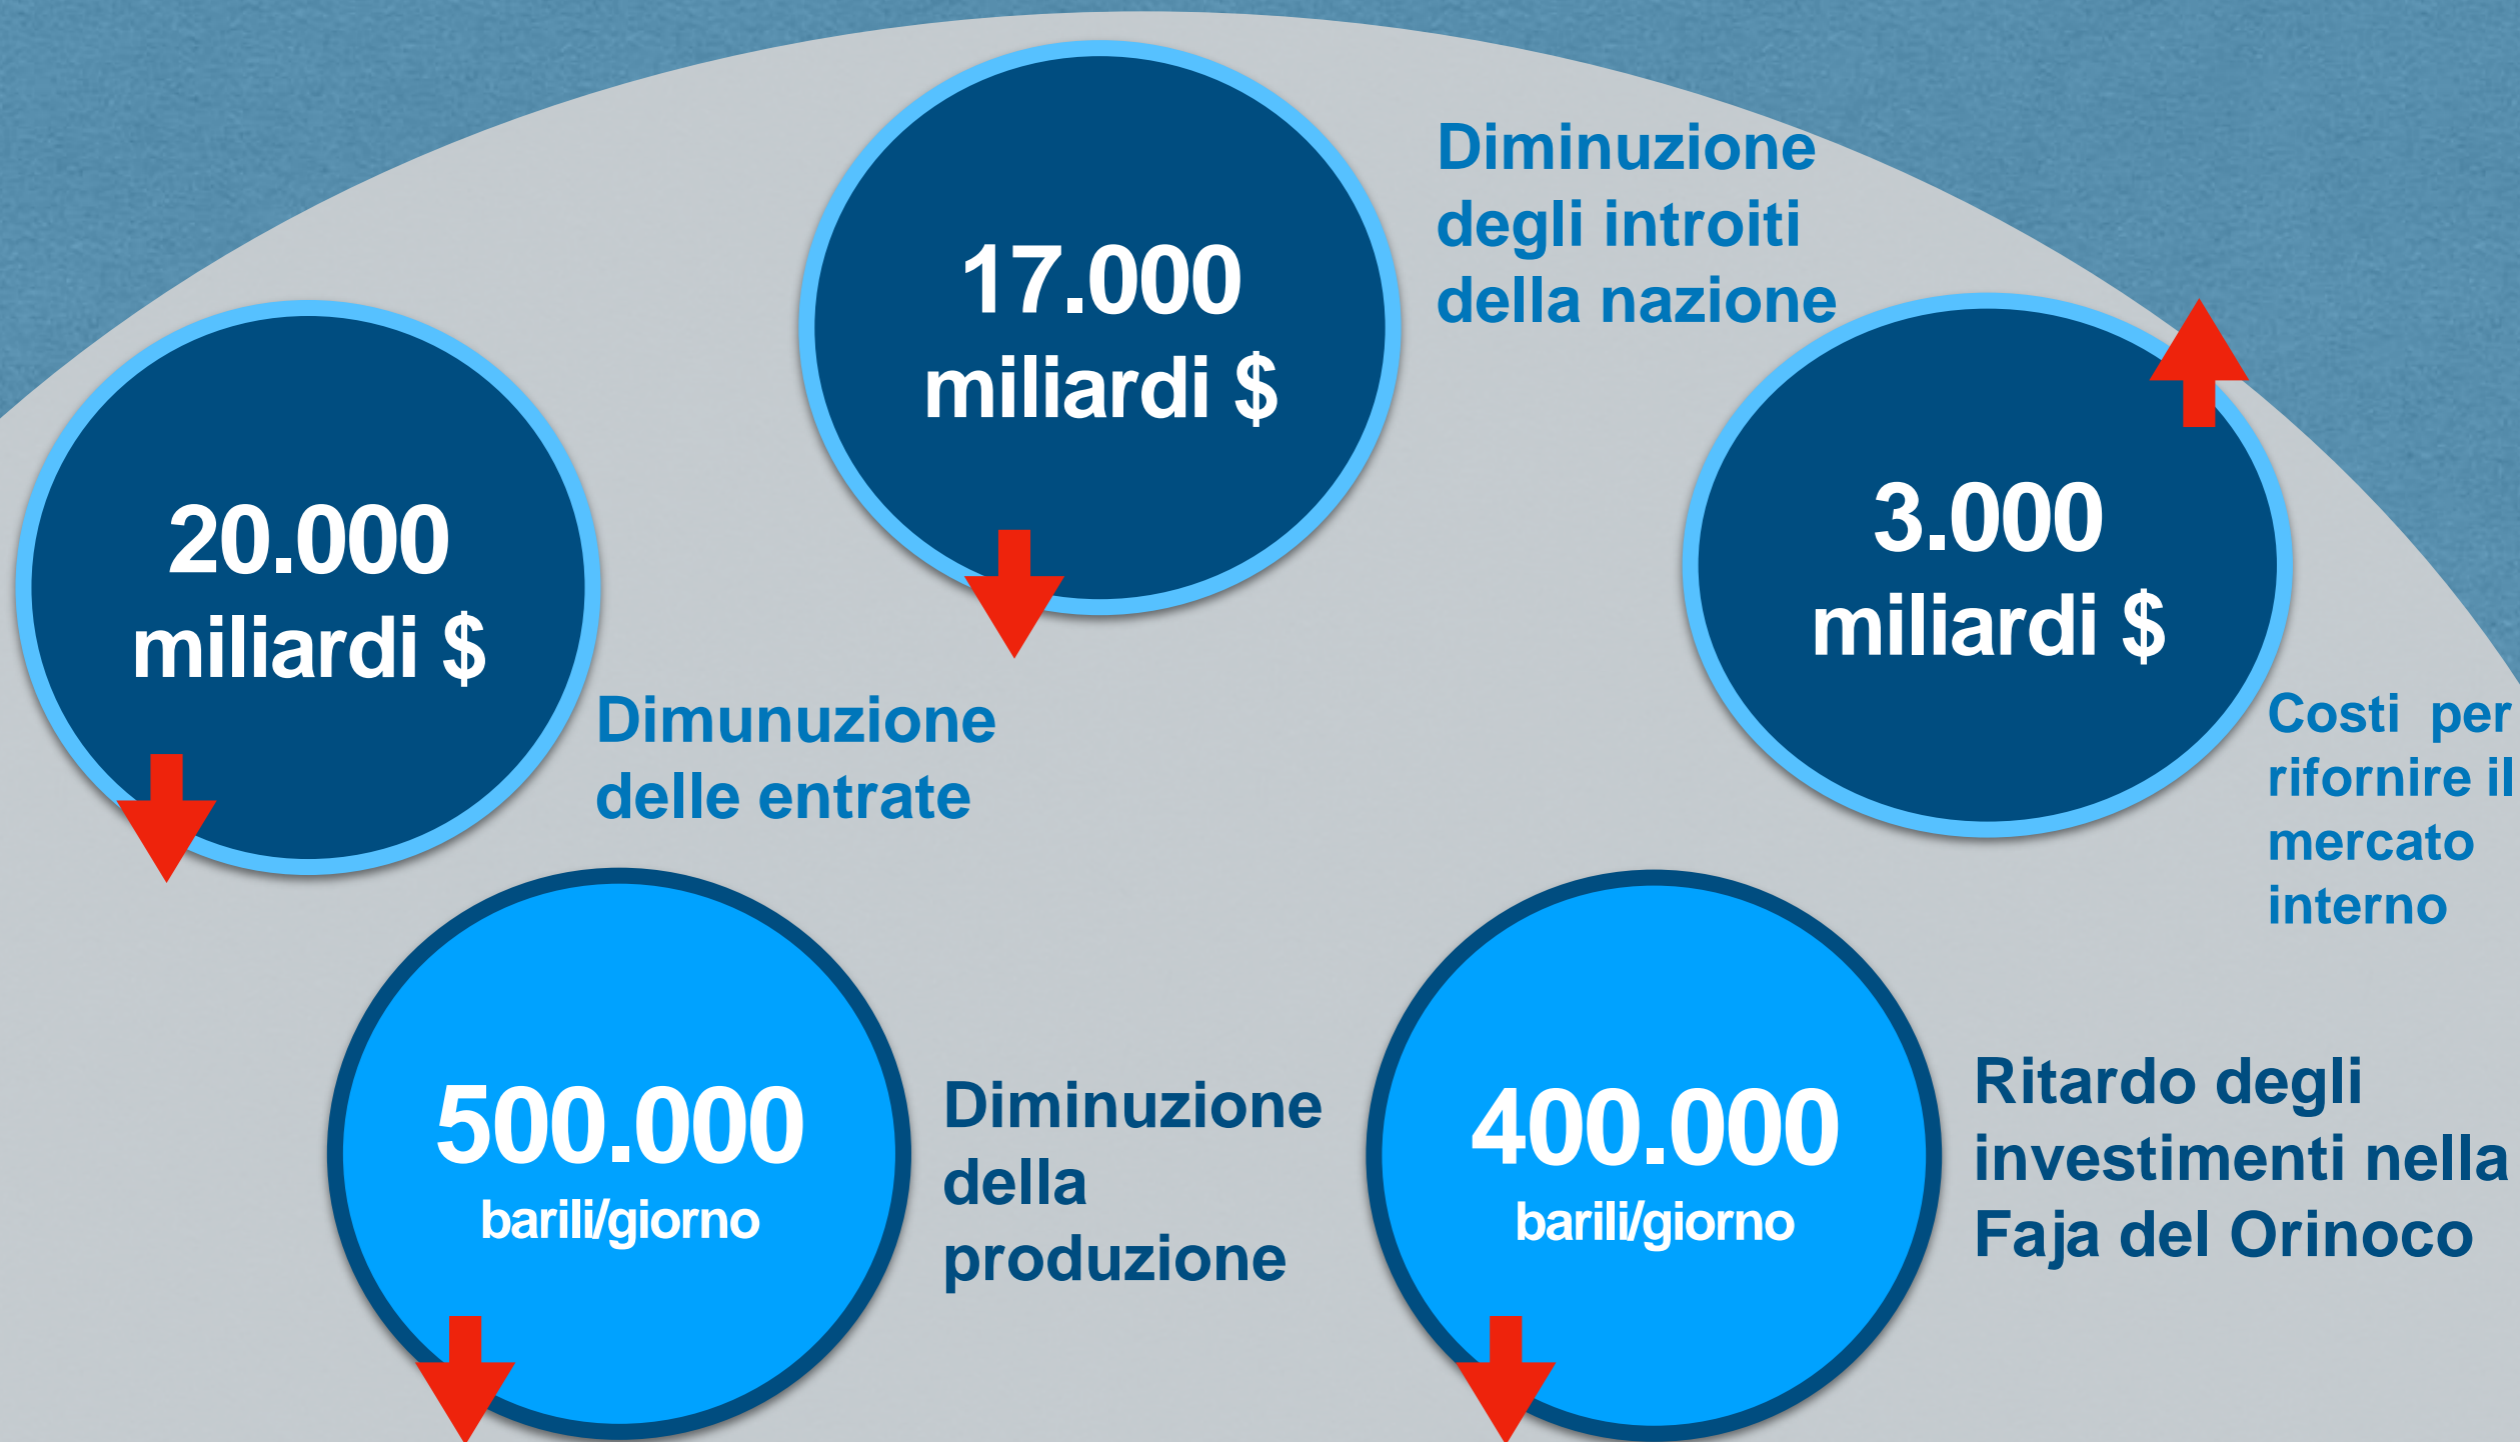 17.000
miliardi $
Diminuzione
degli introiti
della nazione
20.000
miliardi $
Dimunuzione
delle entrate
3.000
miliardi $
Costi per
rifornire il
mercato
interno
500.000
barili/giorno
Diminuzione
della
produzione
400.000
barili/giorno
Ritardo degli
investimenti nella
Faja del Orinoco